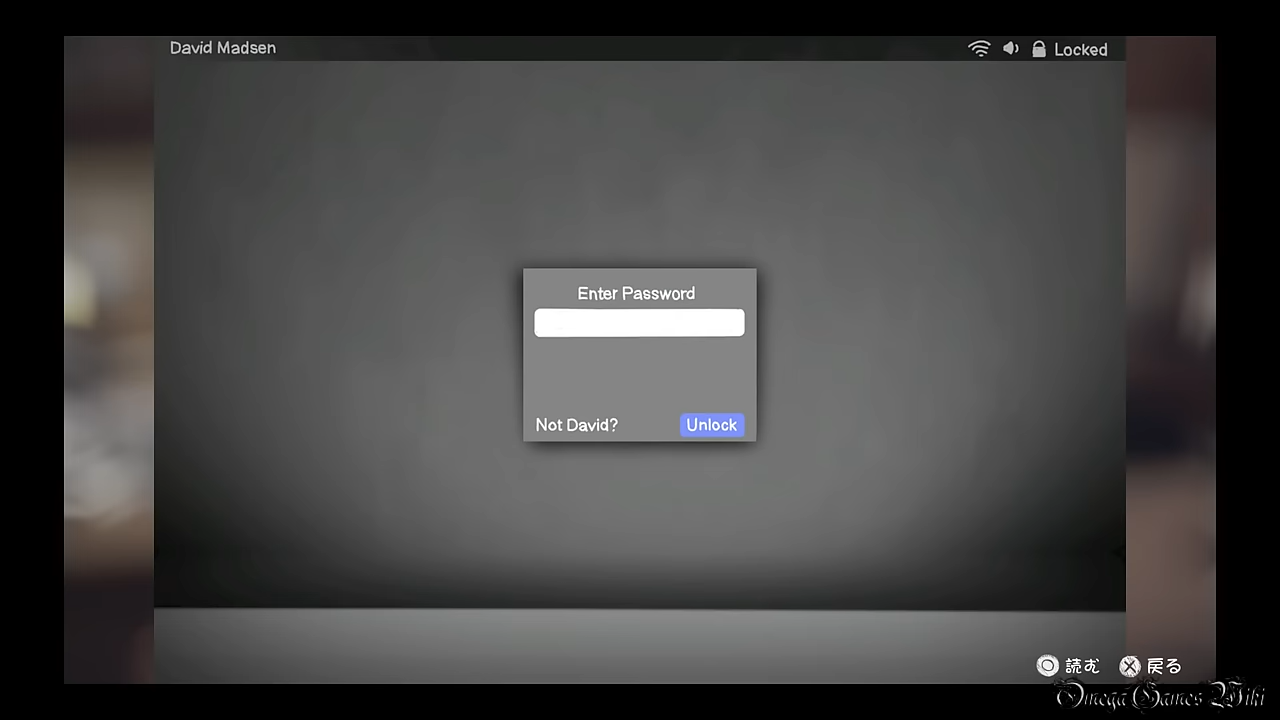 David Madsen
Locked
Enter Password
Not David?
Unlock
読む
戻る
Omega Games Wiki